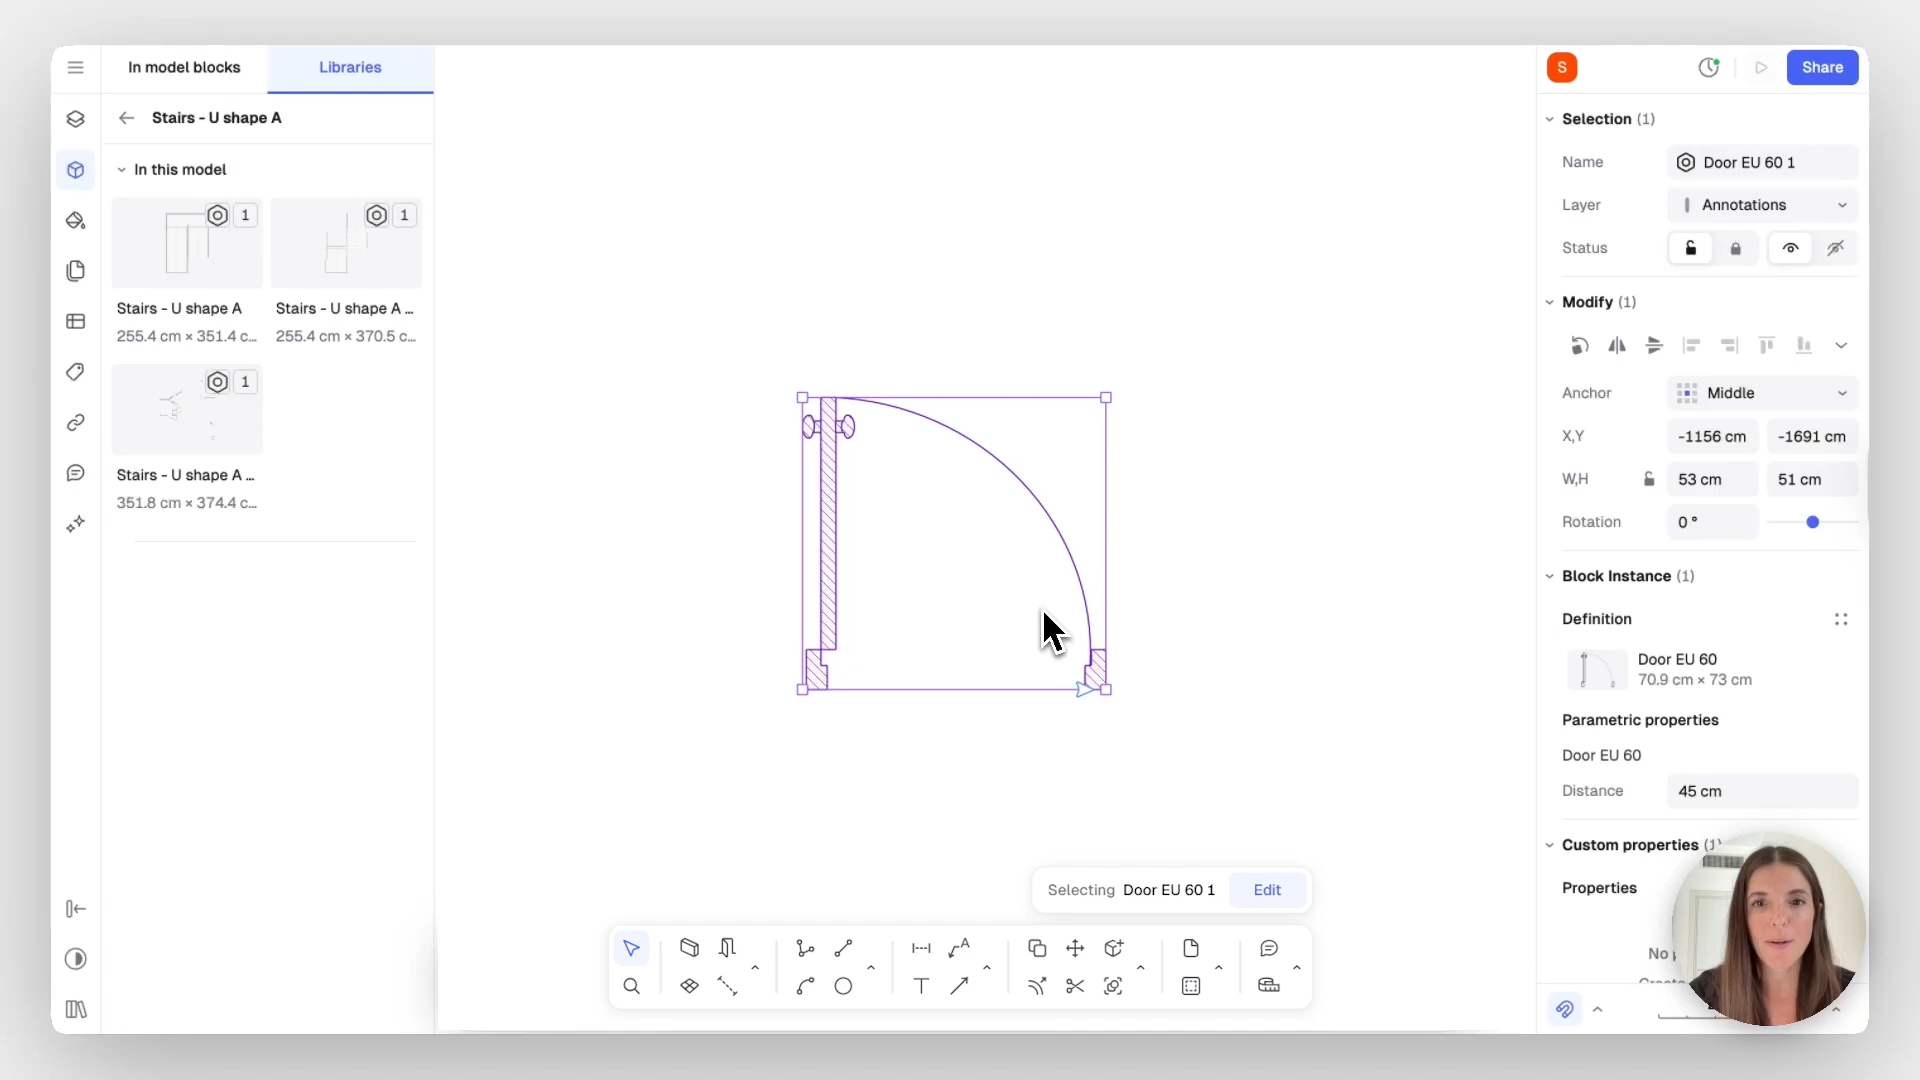 In model blocks
Libraries
S
Share
Stairs - U shape A
In this model
1
1
Stairs - U shape A
Stairs - U shape A ...
255.4 cm × 351.4 c...
255.4 cm × 370.5 c...
1
Stairs - U shape A ...
351.8 cm × 374.4 c...
Selection (1)
Name
Door EU 60 1
Layer
Annotations
Status
Modify (1)
Anchor
Middle
X,Y
-1156 cm
-1691 cm
W,H
53 cm
51 cm
Rotation
0 °
Block Instance (1)
Definition
Door EU 60
70.9 cm × 73 cm
Parametric properties
Door EU 60
Distance
45 cm
Custom properties (1)
Properties
No
Selecting Door EU 60 1
Edit
A
T